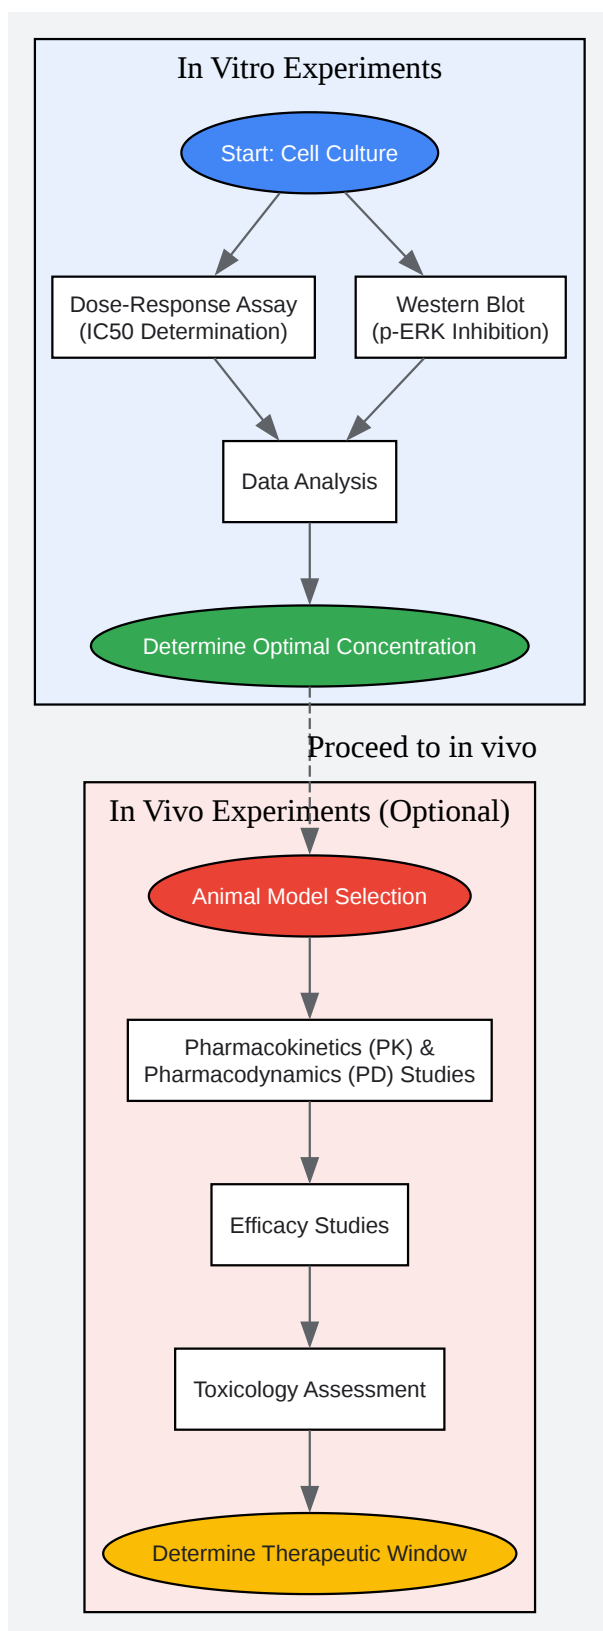 In Vitro Experiments
Start: Cell Culture
Dose-Response Assay
(IC50 Determination)
Western Blot
(p-ERK Inhibition)
Data Analysis
Determine Optimal Concentration
Proceed to in vivo
In Vivo Experiments (Optional)
Animal Model Selection
Pharmacokinetics (PK) &
Pharmacodynamics (PD) Studies
Efficacy Studies
Toxicology Assessment
Determine Therapeutic Window